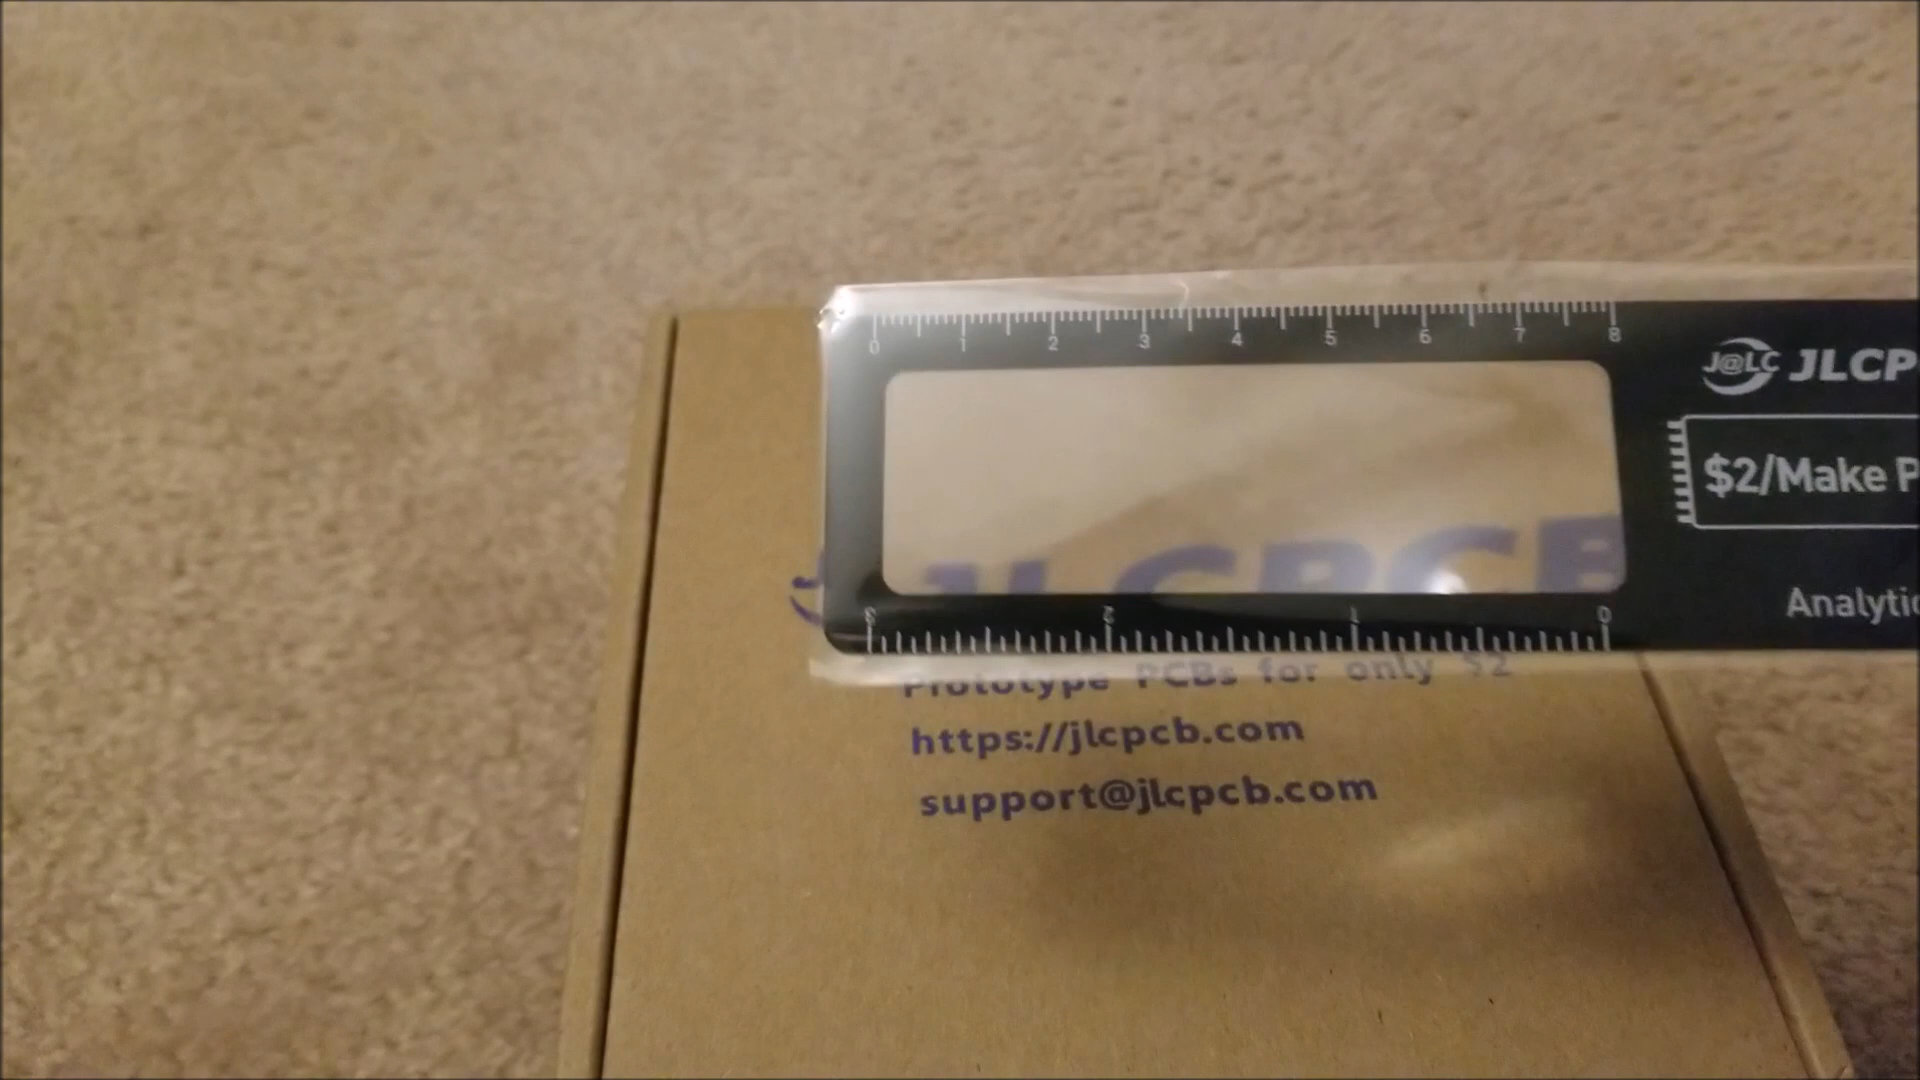 0 1 2 3 4 5 6 7 8
J@LC JLCP
$2/Make P
Analytic
JLCPCB
3 2 1 0
Prototype PCBs for only $2
https://jlcpcb.com
support@jlcpcb.com